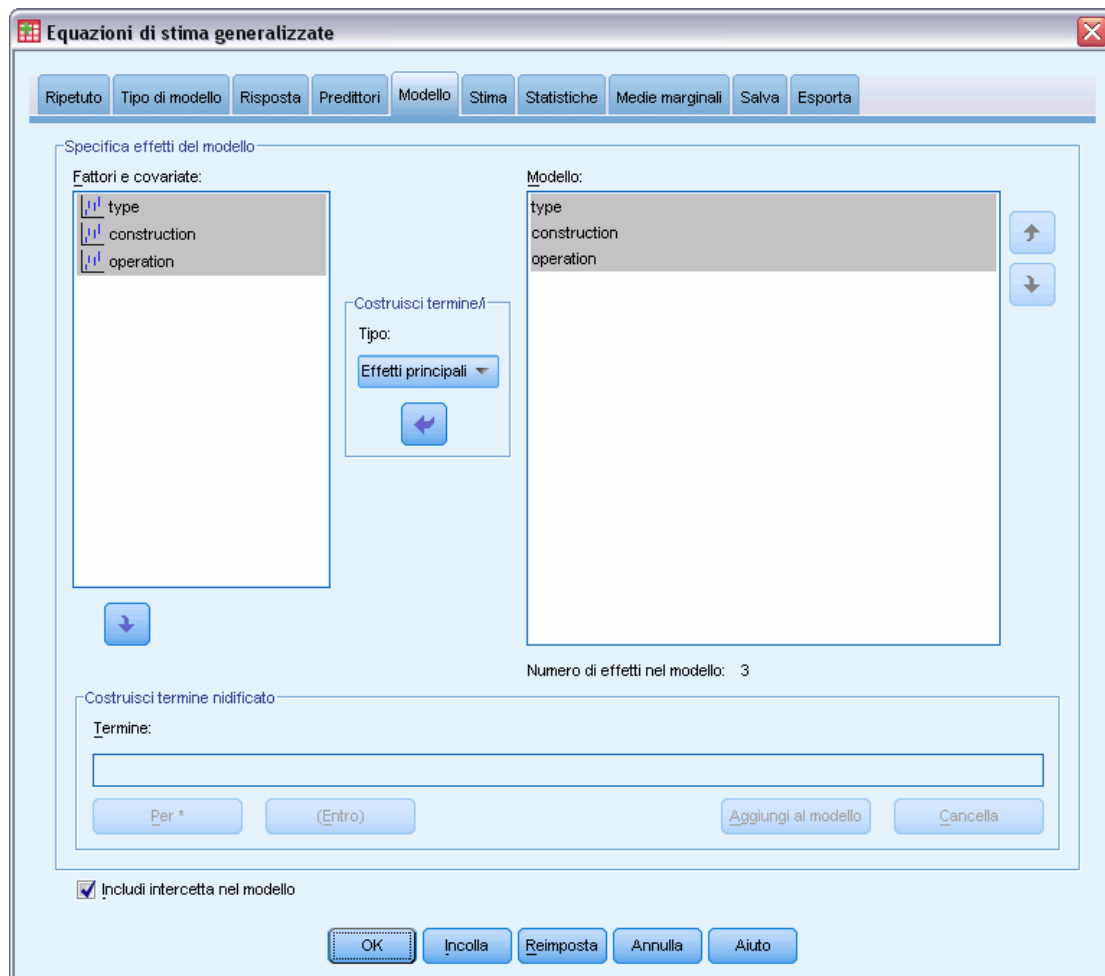 Equazioni di stima generalizzate
Ripetuto Tipo di modello Risposta Predittori Modello Stima Statistiche Medie marginali Salva Esporta
Specifica effetti del modello
Fattori e covariate:
type
construction
operation
Costruisci termine/i
Tipo:
Effetti principali
Modello:
type
construction
operation
Numero di effetti nel modello: 3
Costruisci termine nidificato
Termine:
Per * (Entro) Aggiungi al modello Cancella
Includi intercetta nel modello
OK Incolla Reimposta Annulla Aiuto